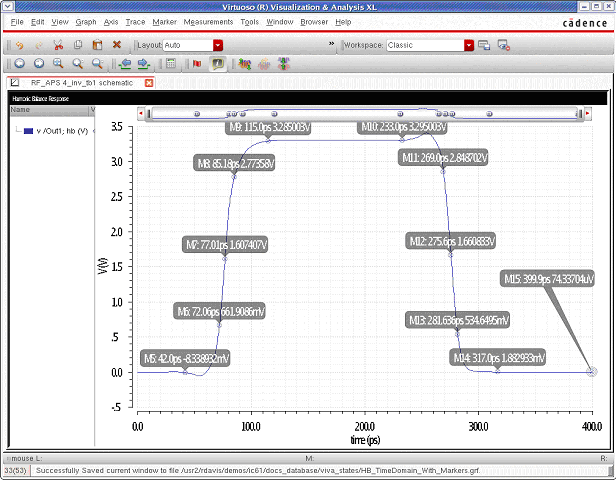 Virtuoso (R) Visualization & Analysis XL
File Edit View Graph Axis Trace Marker Measurements Tools Window Browser Help
cādence
Layout: Auto
»
Workspace: Classic
RF_APS 4_inv_tb1 schematic
Harmonic Balance Response
Name
V
v /Out1; hb (V)
3.5
3.0
2.5
2.0
1.5
1.0
.5
0.0
-.5
V (V)
M9: 115.0ps 3.285003V
M10: 233.0ps 3.295003V
M8: 85.18ps 2.77358V
M11: 269.0ps 2.848702V
M7: 77.01ps 1.607407V
M12: 275.6ps 1.660833V
M15: 399.9ps 74.33704uV
M6: 72.06ps 661.9086mV
M13: 281.636ps 534.6495mV
M5: 42.0ps -8.338932mV
M14: 317.0ps 1.882933mV
0.0
100.0
200.0
300.0
400.0
time (ps)
mouse L:
M:
R:
33(53)
Successfully Saved current window to file /usr2/rdavis/demos/ic61/docs_database/viva_states/HB_TimeDomain_With_Markers.grf.